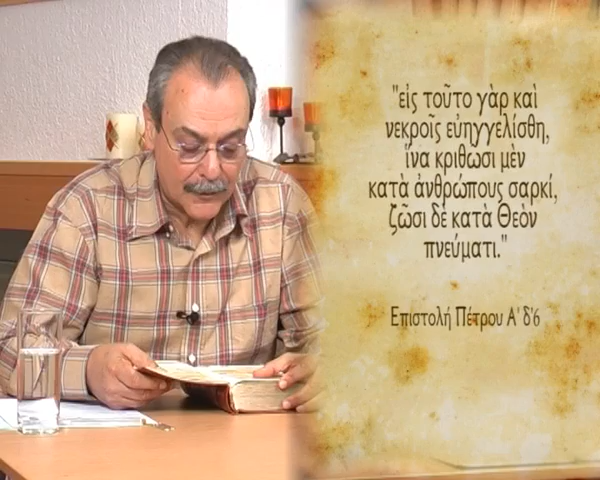 "εἰς τοῦτο γὰρ καὶ
νεκροῖς εὐηγγελίσθη,
ἵνα κριθῶσι μὲν
κατὰ ἀνθρώπους σαρκί,
ζῶσι δὲ κατὰ Θεὸν
πνεύματι."
Επιστολή Πέτρου Α' δ'6